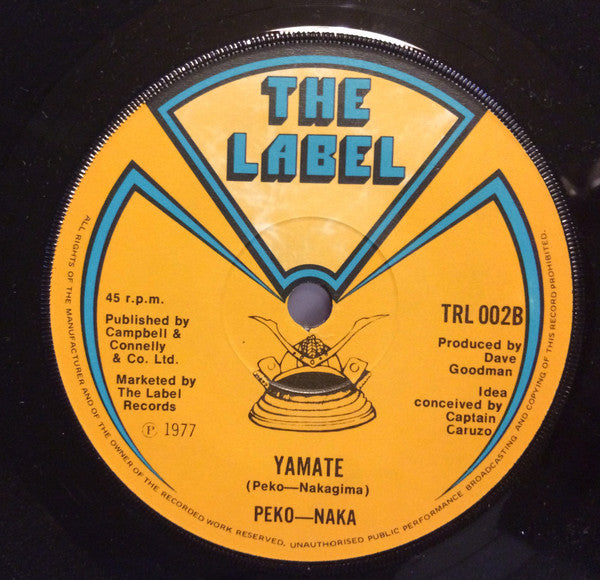 THE
LABEL
45 r.p.m.
Published by
Campbell &
Connelly
& Co. Ltd.
Marketed by
The Label
Records
Ⓟ 1977
TRL 002B
Produced by
Dave
Goodman
Idea
conceived by
Captain
Caruzo
YAMATE
(Peko—Nakagima)
PEKO—NAKA
ALL RIGHTS OF THE MANUFACTURER AND OF THE OWNER OF THE RECORDED WORK RESERVED. UNAUTHORISED PUBLIC PERFORMANCE BROADCASTING AND COPYING OF THIS RECORD PROHIBITED.